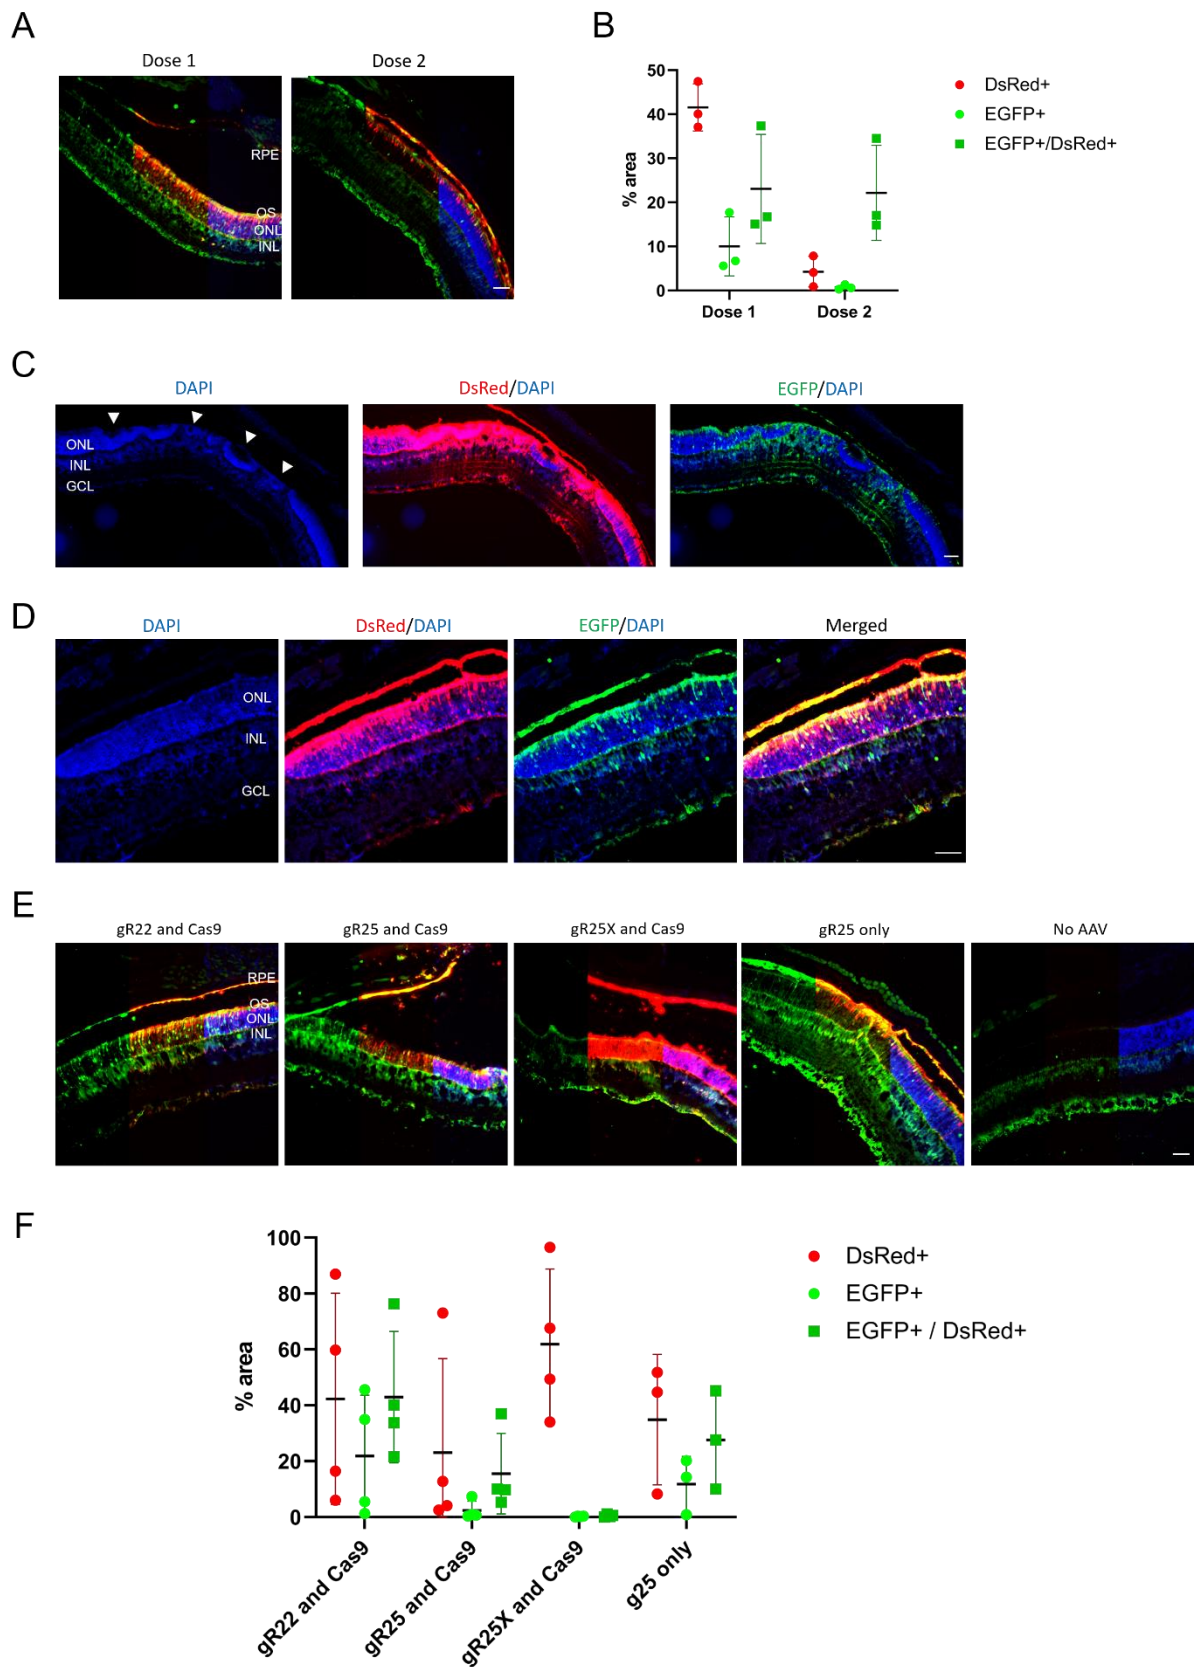 A
Dose 1
Dose 2
RPE
OS
ONL
INL
B
50
40
30
20
10
0
% area
Dose 1
Dose 2
DsRed+
EGFP+
EGFP+/DsRed+
C
DAPI
DsRed/DAPI
EGFP/DAPI
ONL
INL
GCL
D
DAPI
DsRed/DAPI
EGFP/DAPI
Merged
ONL
INL
GCL
E
gR22 and Cas9
gR25 and Cas9
gR25X and Cas9
gR25 only
No AAV
RPE
OS
ONL
INL
F
100
80
60
40
20
0
% area
gR22 and Cas9
gR25 and Cas9
gR25X and Cas9
g25 only
DsRed+
EGFP+
EGFP+ / DsRed+